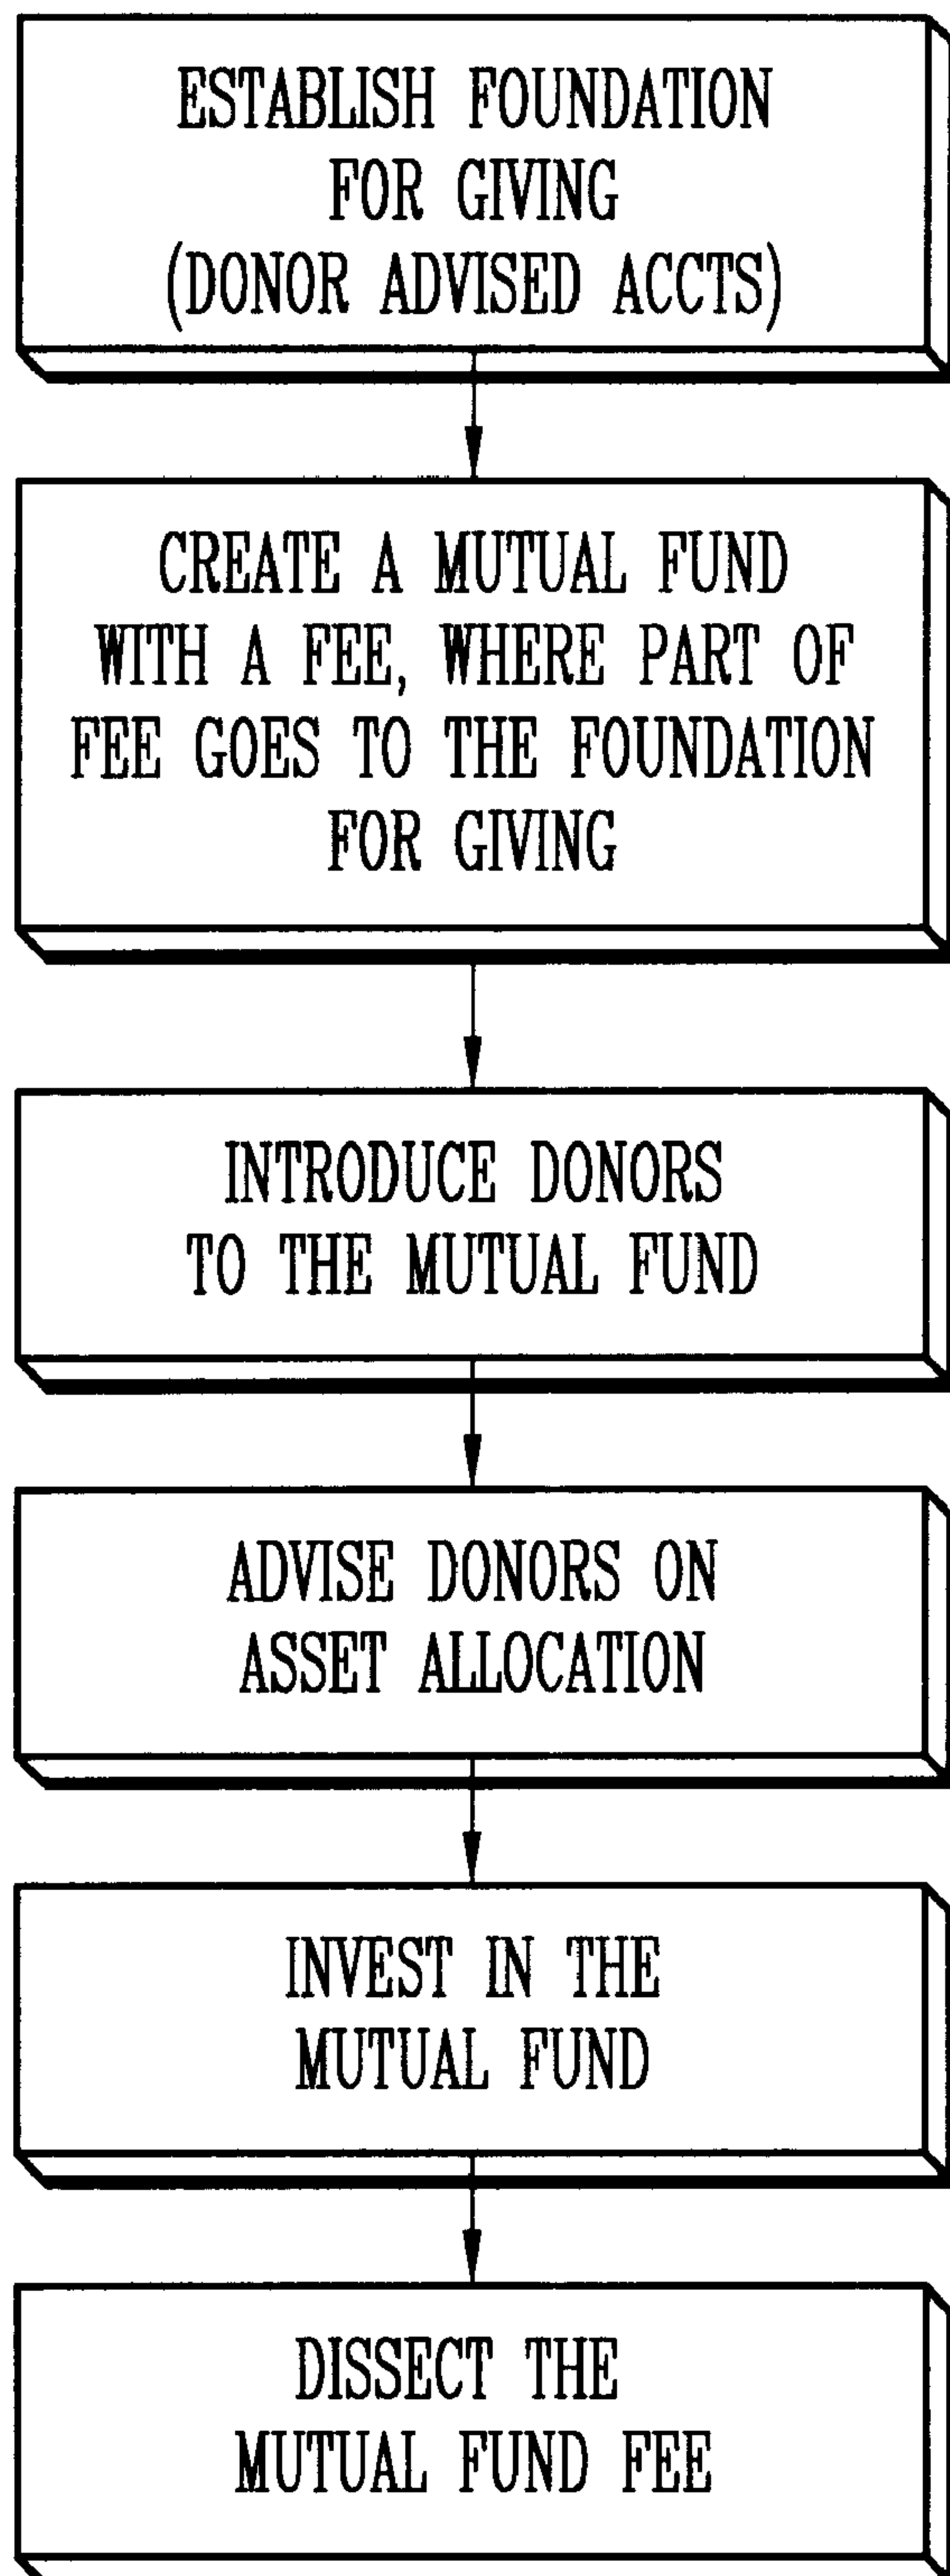 ESTABLISH FOUNDATION
FOR GIVING
(DONOR ADVISED ACCTS)
CREATE A MUTUAL FUND
WITH A FEE, WHERE PART OF
FEE GOES TO THE FOUNDATION
FOR GIVING
INTRODUCE DONORS
TO THE MUTUAL FUND
ADVISE DONORS ON
ASSET ALLOCATION
INVEST IN THE
MUTUAL FUND
DISSECT THE
MUTUAL FUND FEE